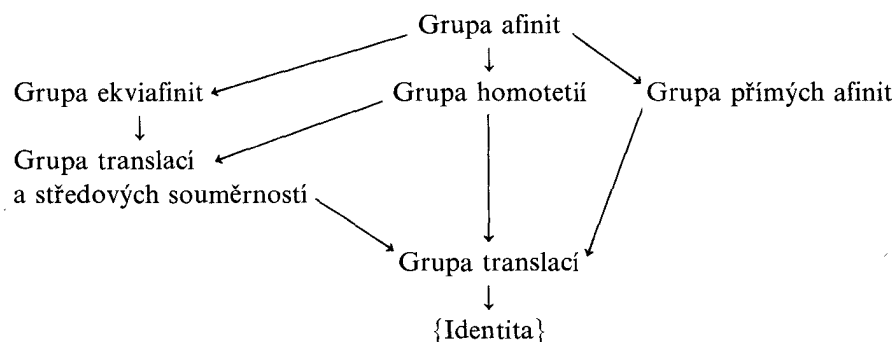 Grupa afinit
Grupa ekviafinit
Grupa homotetií
Grupa přímých afinit
Grupa translací
a středových souměrností
Grupa translací
{Identita}